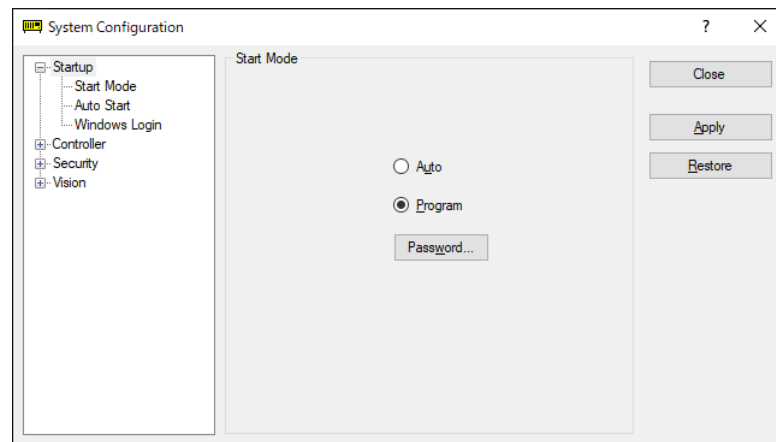 System Configuration
?
Startup
Start Mode
Auto Start
Windows Login
Controller
Security
Vision
Start Mode
Auto
Program
Password...
Close
Apply
Restore